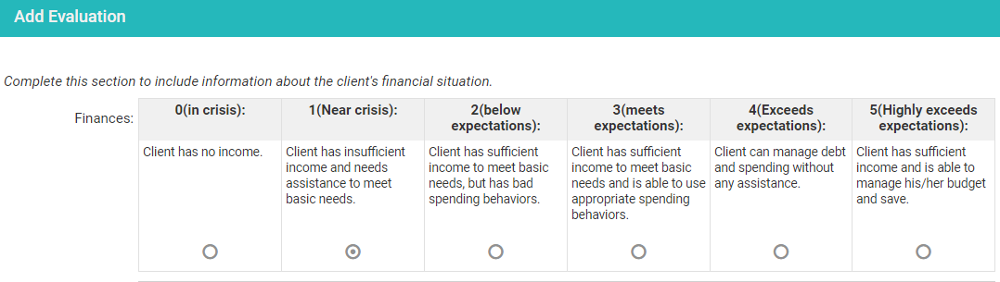 Add Evaluation
Complete this section to include information about the client's financial situation.
Finances:
0(in crisis):
1(Near crisis):
2(below
expectations):
3(meets
expectations):
4(Exceeds
expectations):
5(Highly exceeds
expectations):
Client has no income.
Client has insufficient
income and needs
assistance to meet
basic needs.
Client has sufficient
income to meet basic
needs, but has bad
spending behaviors.
Client has sufficient
income to meet basic
needs and is able to use
appropriate spending
behaviors.
Client can manage debt
and spending without
any assistance.
Client has sufficient
income and is able to
manage his/her budget
and save.